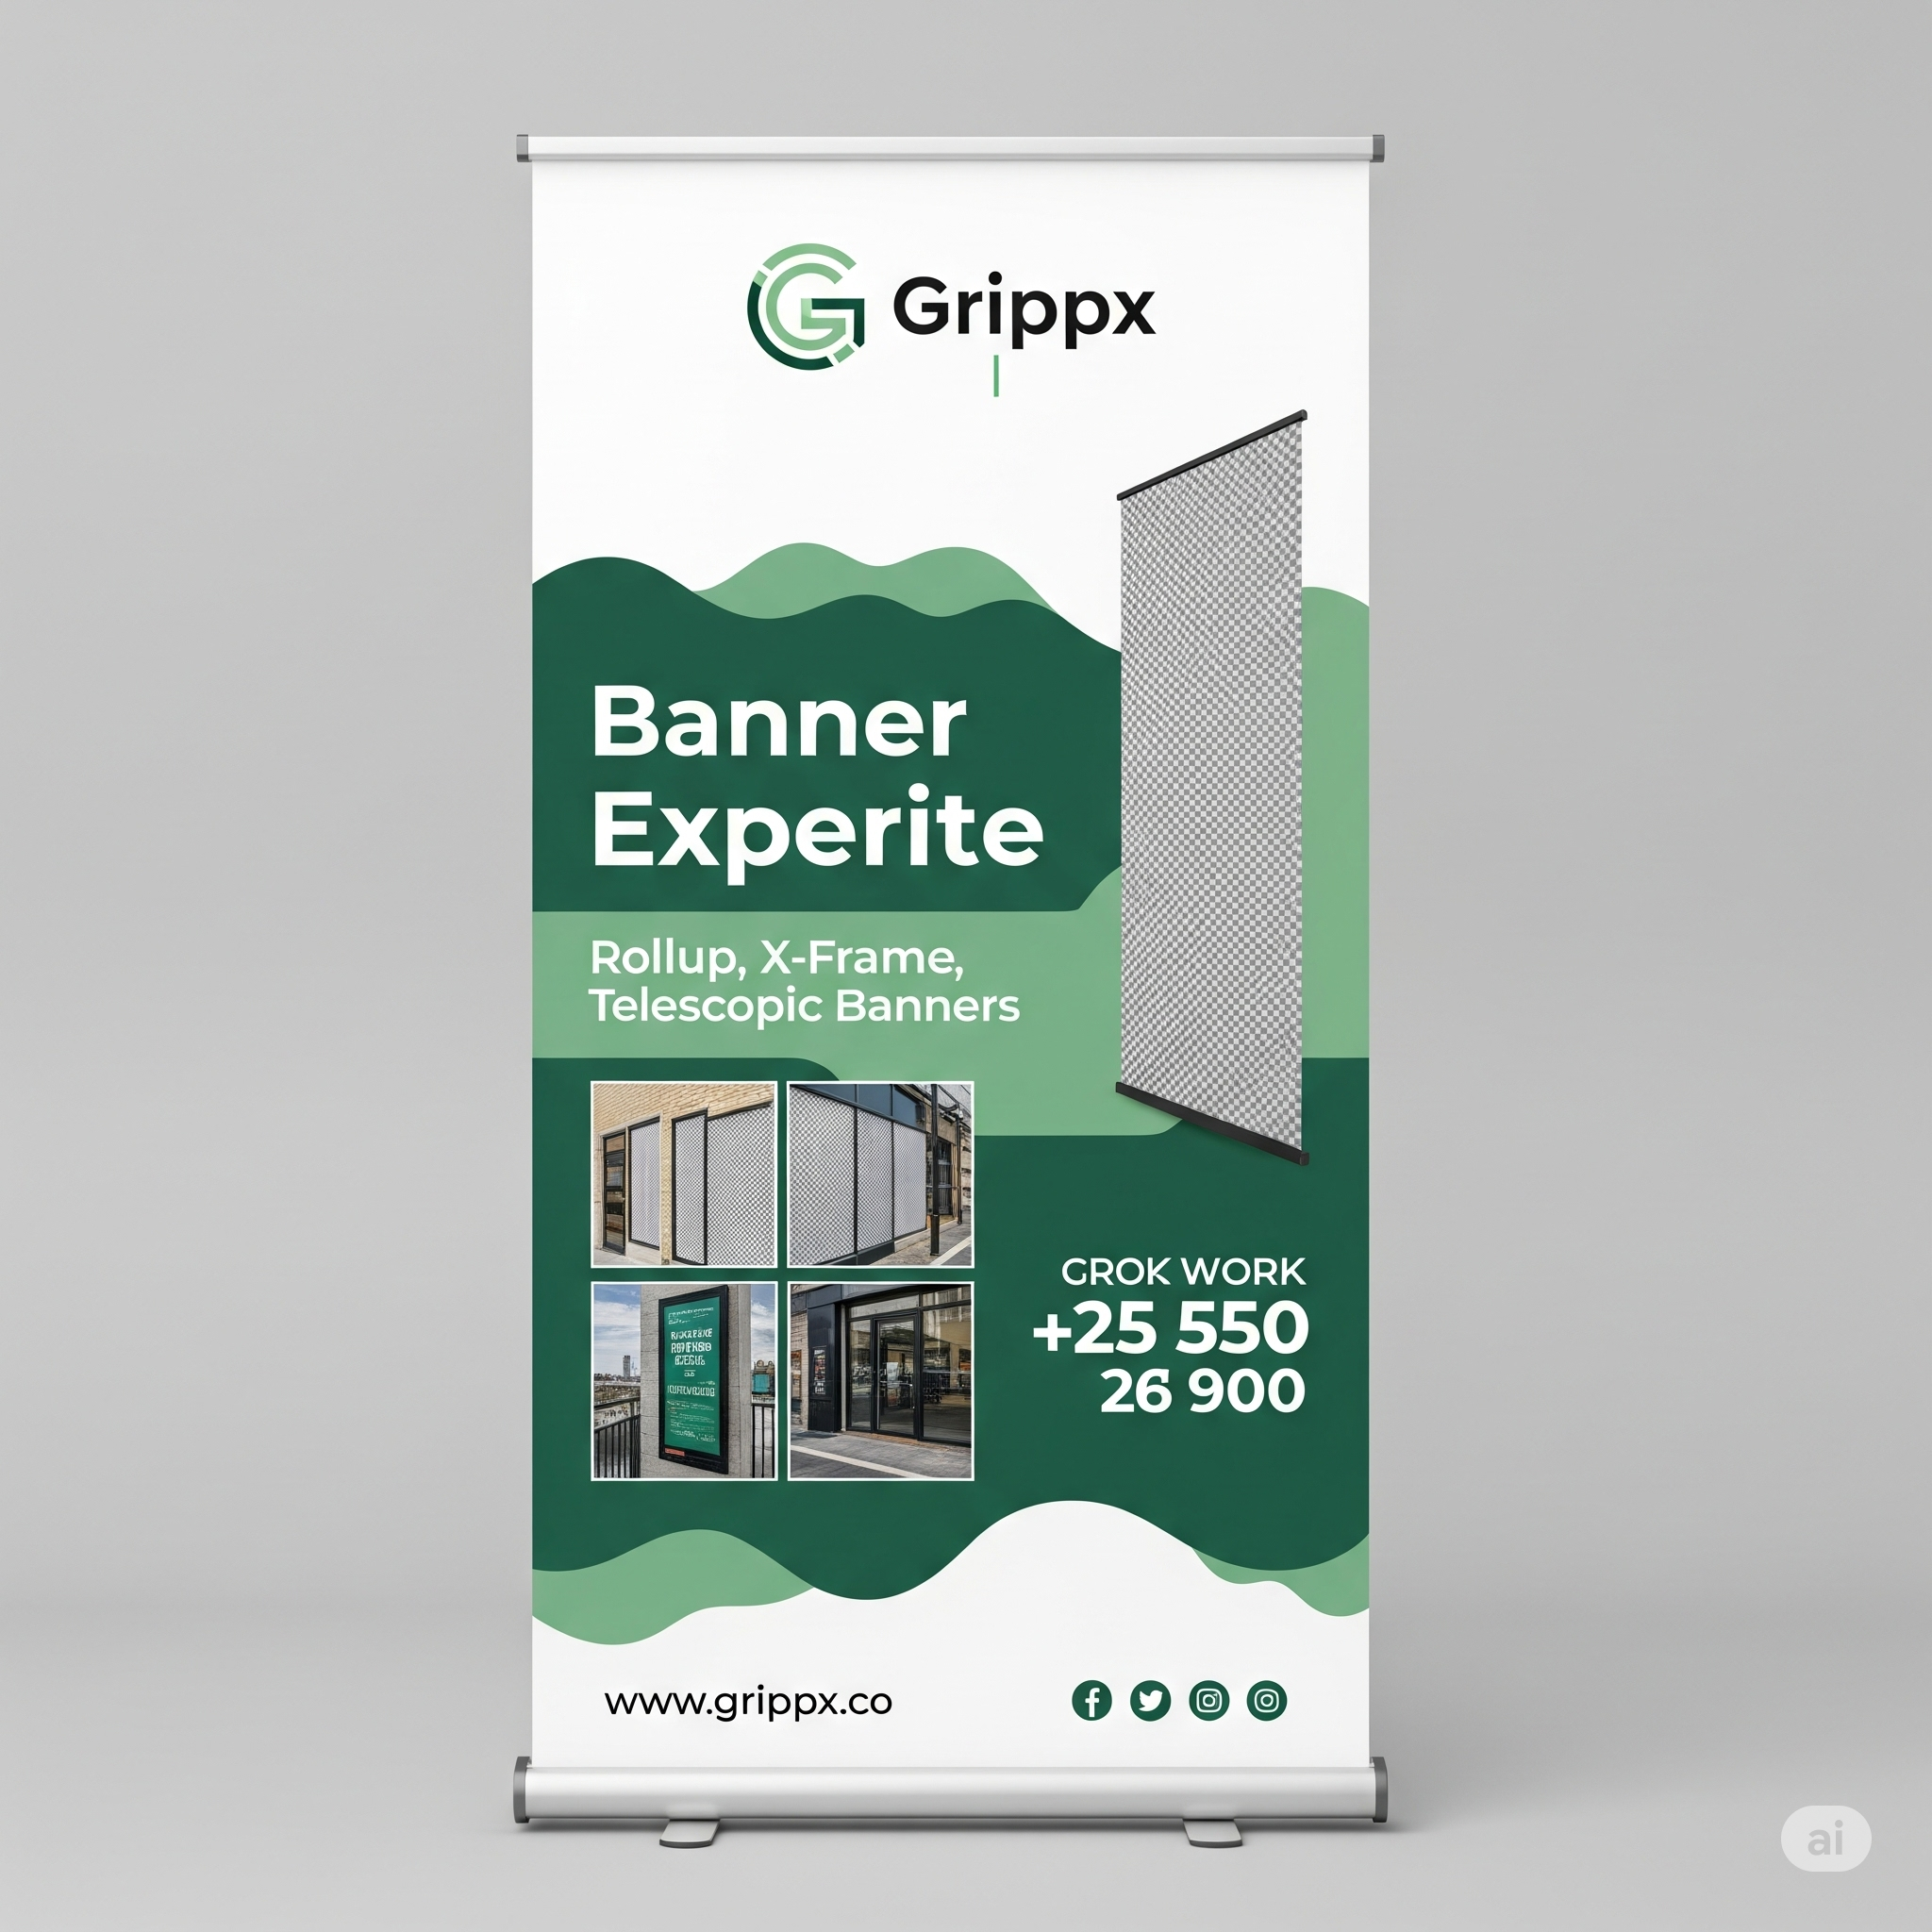 Grippx
Banner
Experite
Rollup, X-Frame,
Telescopic Banners
GROK WORK
+25 550
26 900
www.grippx.co
ai